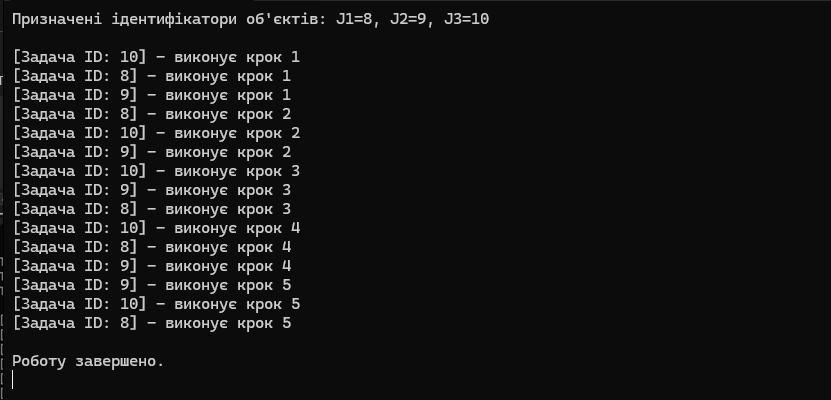 Призначені ідентифікатори об'єктів: J1=8, J2=9, J3=10
[Задача ID: 10] – виконує крок 1
[Задача ID: 8] – виконує крок 1
[Задача ID: 9] – виконує крок 1
[Задача ID: 8] – виконує крок 2
[Задача ID: 10] – виконує крок 2
[Задача ID: 9] – виконує крок 2
[Задача ID: 10] – виконує крок 3
[Задача ID: 9] – виконує крок 3
[Задача ID: 8] – виконує крок 3
[Задача ID: 10] – виконує крок 4
[Задача ID: 8] – виконує крок 4
[Задача ID: 9] – виконує крок 4
[Задача ID: 9] – виконує крок 5
[Задача ID: 10] – виконує крок 5
[Задача ID: 8] – виконує крок 5
Роботу завершено.